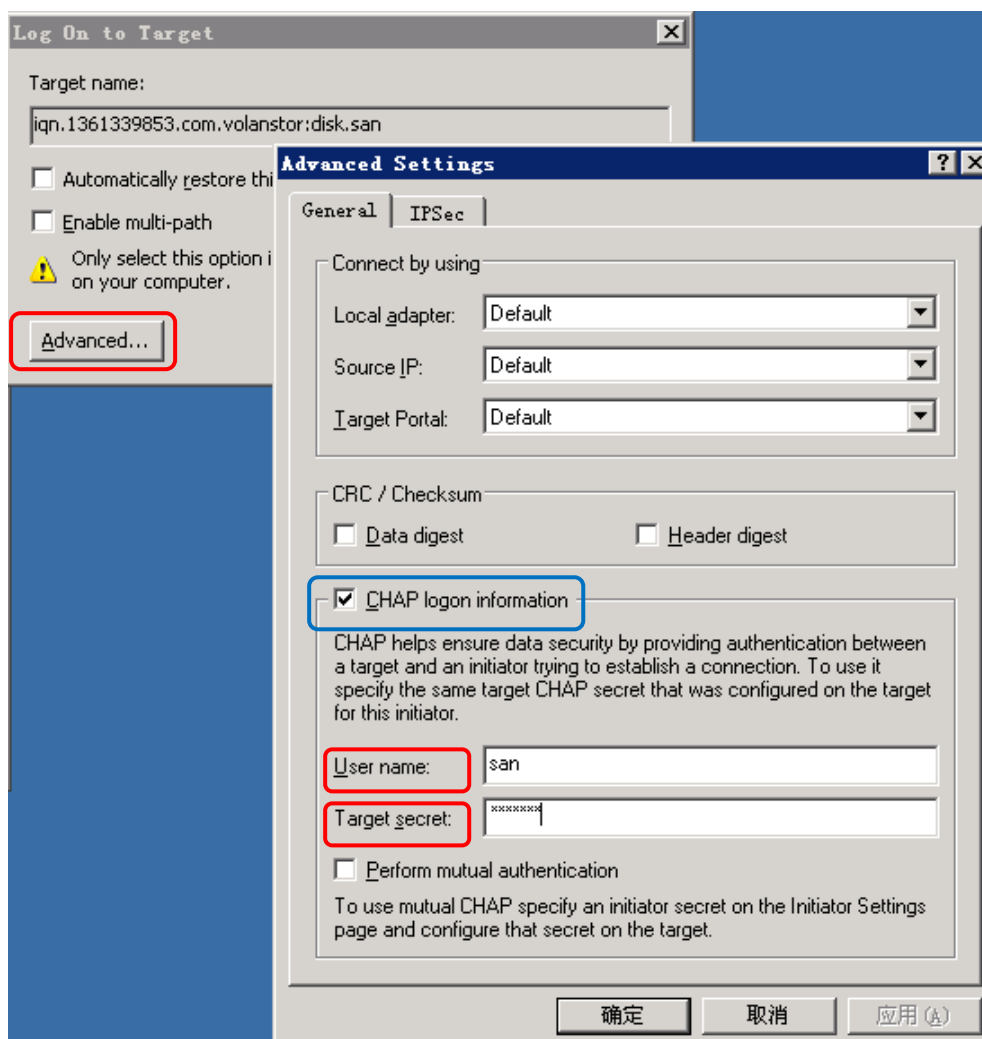 Log On to Target
Target name:
iqn.1361339853.com.volanstor:disk.san
Automatically restore thi
Enable multi-path
Only select this option i
on your computer.
Advanced...
Advanced Settings
General
IPSec
Connect by using
Local adapter:
Default
Source IP:
Default
Target Portal:
Default
CRC / Checksum
Data digest
Header digest
CHAP logon information
CHAP helps ensure data security by providing authentication between
a target and an initiator trying to establish a connection. To use it
specify the same target CHAP secret that was configured on the target
for this initiator.
User name:
san
Target secret:
×××××××
Perform mutual authentication
To use mutual CHAP specify an initiator secret on the Initiator Settings
page and configure that secret on the target.
确定
取消
应用(A)